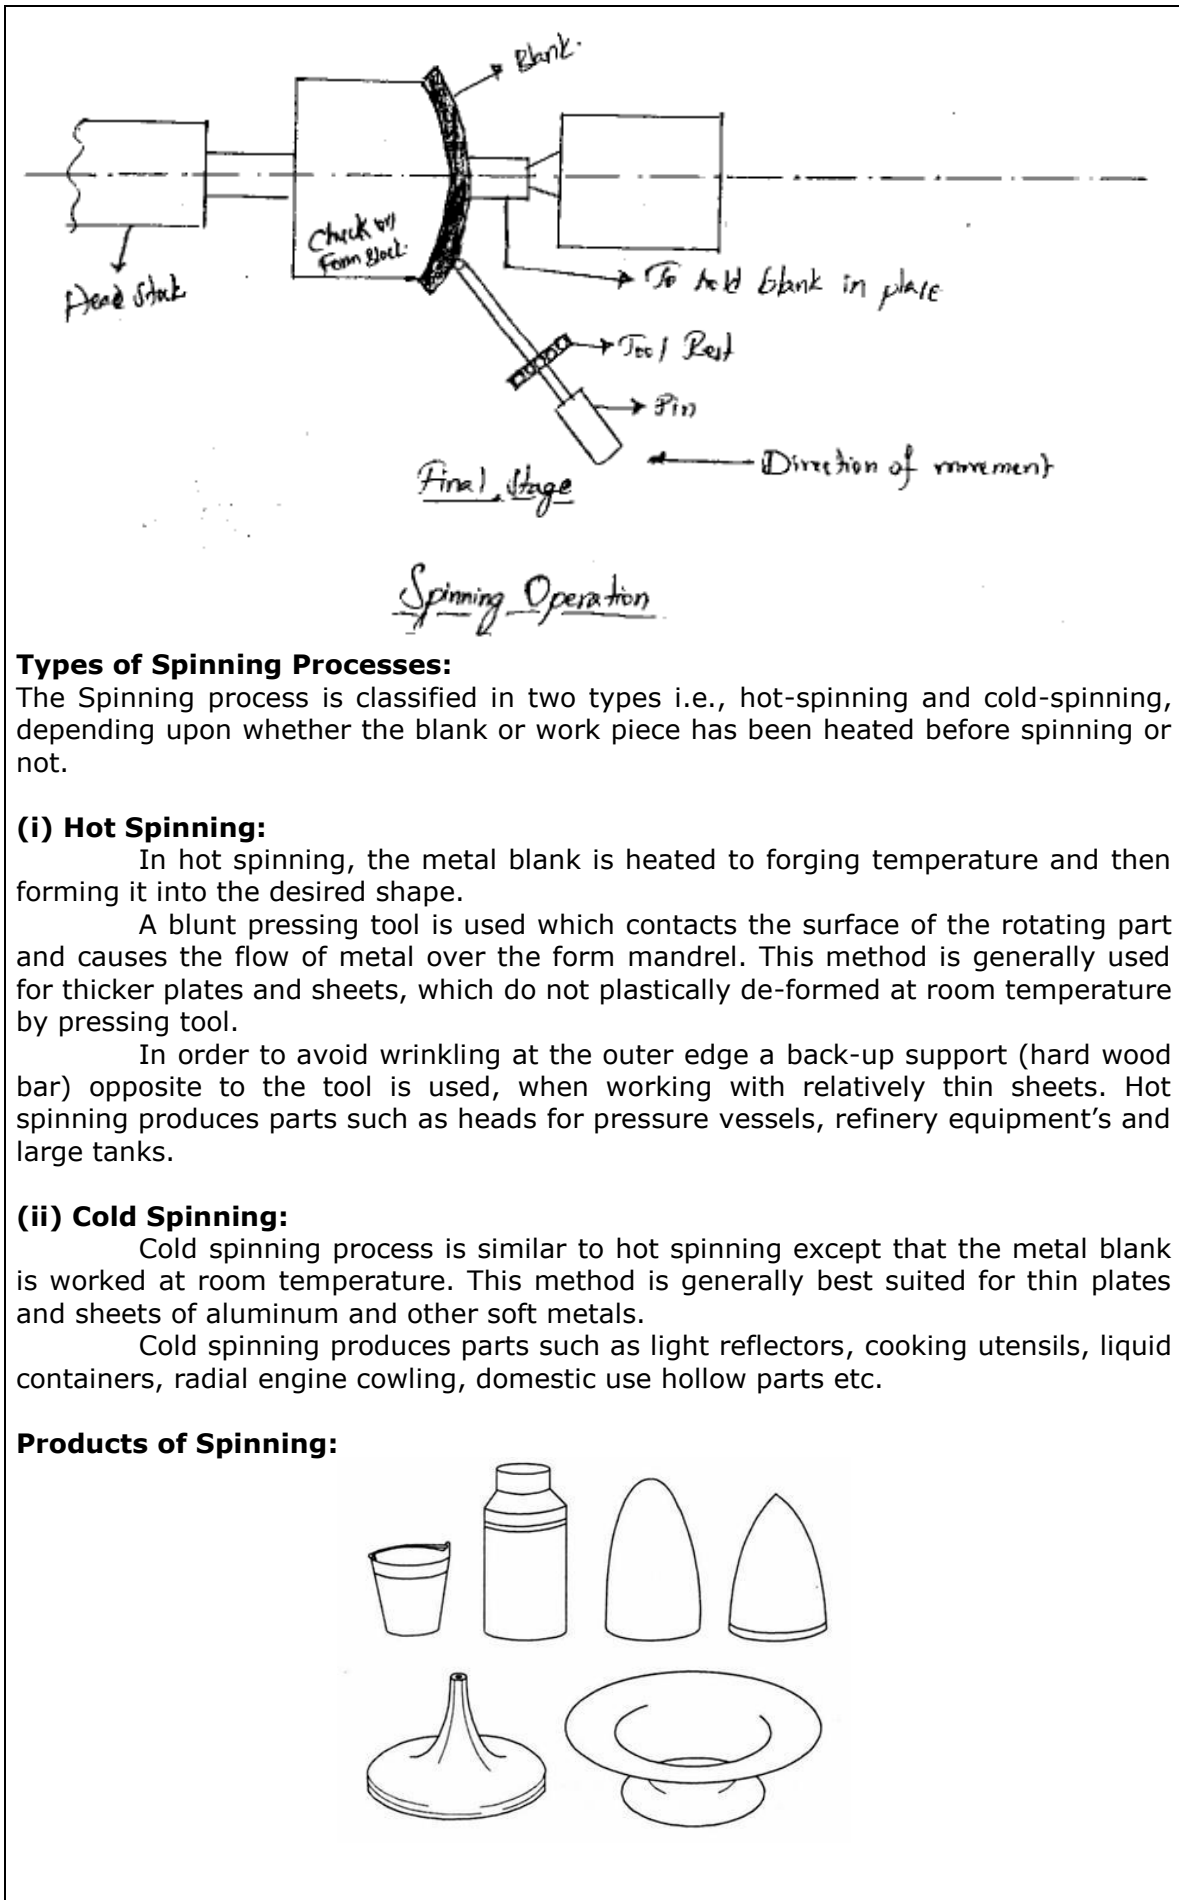 Blank.
Chuck or
Form Block.
Head Stock
To hold blank in place
Tool Rest
Pin
Direction of movement
Final Stage
Spinning Operation
Types of Spinning Processes:
The Spinning process is classified in two types i.e., hot-spinning and cold-spinning,
depending upon whether the blank or work piece has been heated before spinning or
not.
(i) Hot Spinning:
In hot spinning, the metal blank is heated to forging temperature and then
forming it into the desired shape.
A blunt pressing tool is used which contacts the surface of the rotating part
and causes the flow of metal over the form mandrel. This method is generally used
for thicker plates and sheets, which do not plastically de-formed at room temperature
by pressing tool.
In order to avoid wrinkling at the outer edge a back-up support (hard wood
bar) opposite to the tool is used, when working with relatively thin sheets. Hot
spinning produces parts such as heads for pressure vessels, refinery equipment’s and
large tanks.
(ii) Cold Spinning:
Cold spinning process is similar to hot spinning except that the metal blank
is worked at room temperature. This method is generally best suited for thin plates
and sheets of aluminum and other soft metals.
Cold spinning produces parts such as light reflectors, cooking utensils, liquid
containers, radial engine cowling, domestic use hollow parts etc.
Products of Spinning: